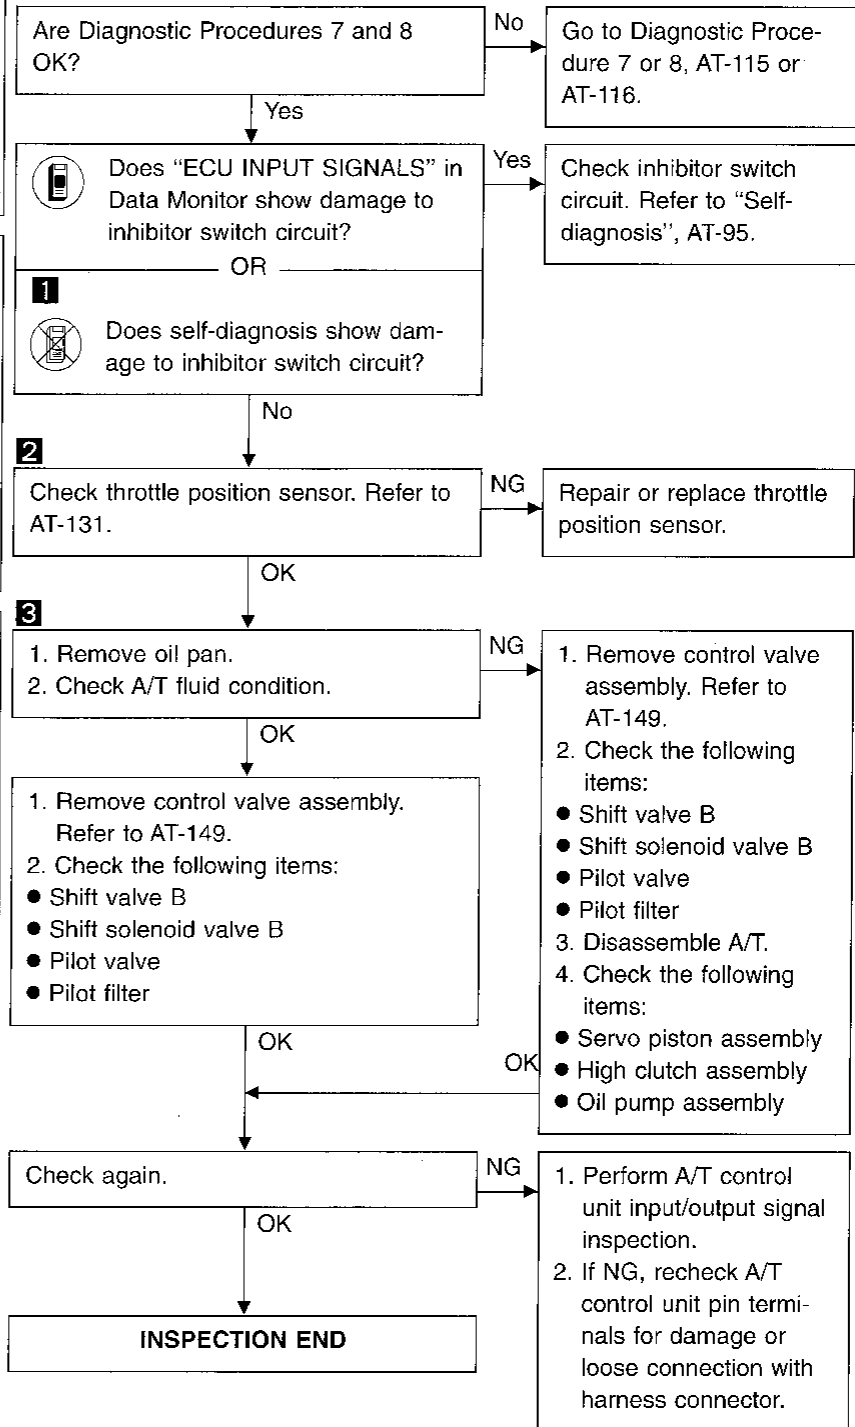 Are Diagnostic Procedures 7 and 8
OK?
No
Go to Diagnostic Proce-
dure 7 or 8, AT-115 or
AT-116.
Yes
Does “ECU INPUT SIGNALS” in
Data Monitor show damage to
inhibitor switch circuit?
Yes
Check inhibitor switch
circuit. Refer to “Self-
diagnosis”, AT-95.
OR
1
Does self-diagnosis show dam-
age to inhibitor switch circuit?
No
2
Check throttle position sensor. Refer to
AT-131.
NG
Repair or replace throttle
position sensor.
OK
3
1. Remove oil pan.
2. Check A/T fluid condition.
NG
1. Remove control valve
assembly. Refer to
AT-149.
2. Check the following
items:
● Shift valve B
● Shift solenoid valve B
● Pilot valve
● Pilot filter
3. Disassemble A/T.
4. Check the following
items:
● Servo piston assembly
● High clutch assembly
● Oil pump assembly
OK
1. Remove control valve assembly.
Refer to AT-149.
2. Check the following items:
● Shift valve B
● Shift solenoid valve B
● Pilot valve
● Pilot filter
OK
OK
Check again.
NG
1. Perform A/T control
unit input/output signal
inspection.
2. If NG, recheck A/T
control unit pin termi-
nals for damage or
loose connection with
harness connector.
OK
INSPECTION END